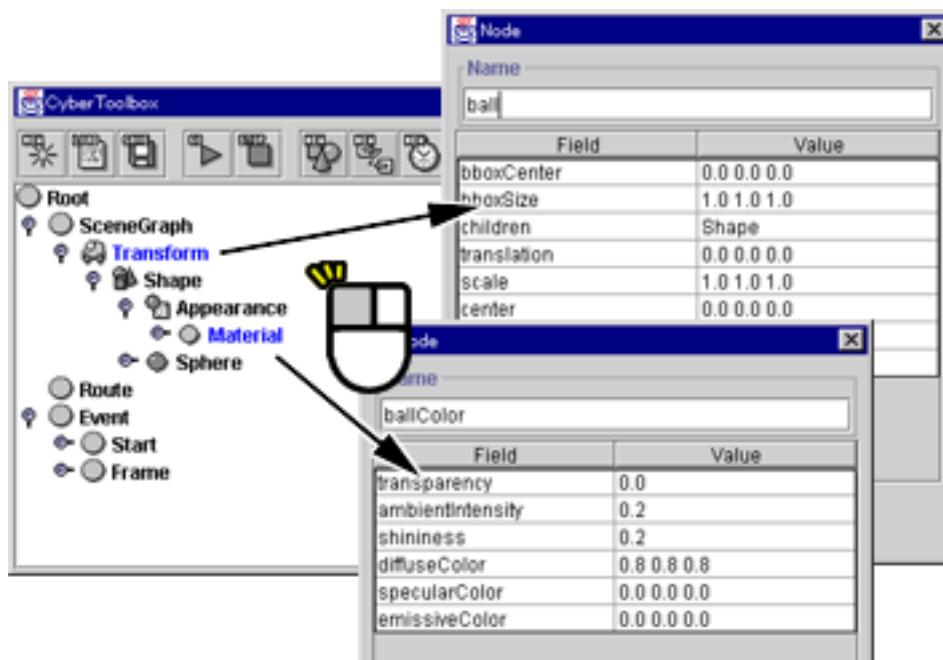 CyberToolbox
Root
SceneGraph
Transform
Shape
Appearance
Material
Sphere
Route
Event
Start
Frame
Node
Name
ball
Field Value
bboxCenter 0.0 0.0 0.0
bboxSize 1.0 1.0 1.0
children Shape
translation 0.0 0.0 0.0
scale 1.0 1.0 1.0
center 0.0 0.0 0.0
ode
ame
ballColor
Field Value
transparency 0.0
ambientIntensity 0.2
shininess 0.2
diffuseColor 0.8 0.8 0.8
specularColor 0.0 0.0 0.0
emissiveColor 0.0 0.0 0.0